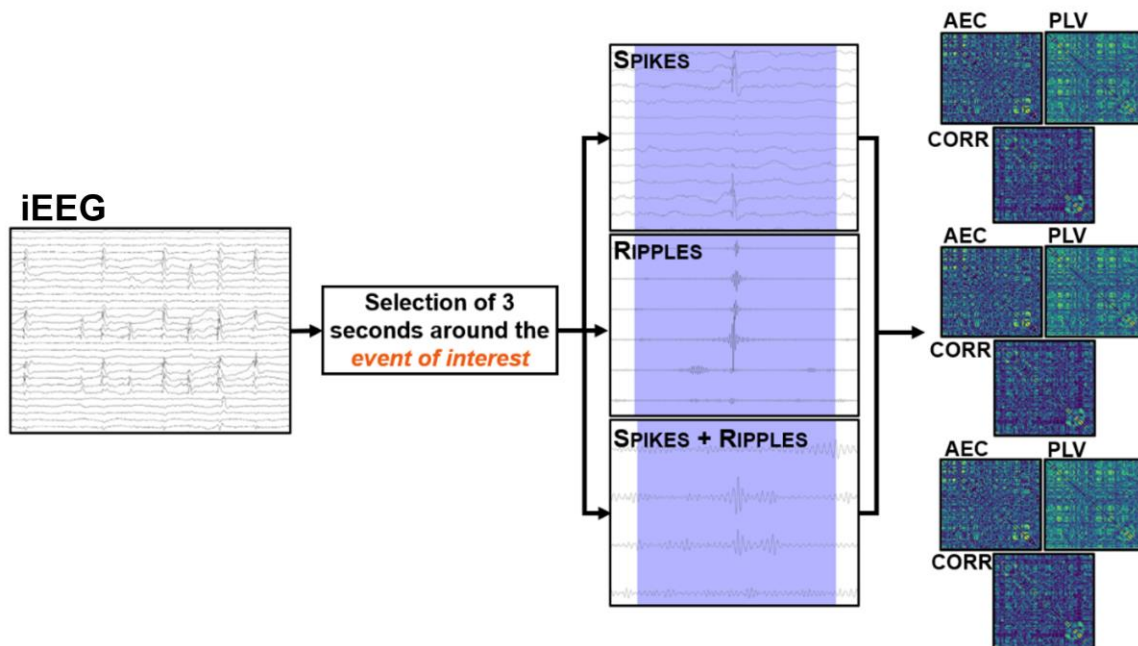 iEEG
Selection of 3
seconds around the
event of interest
SPIKES
RIPPLES
SPIKES + RIPPLES
AEC PLV
CORR
AEC PLV
CORR
AEC PLV
CORR